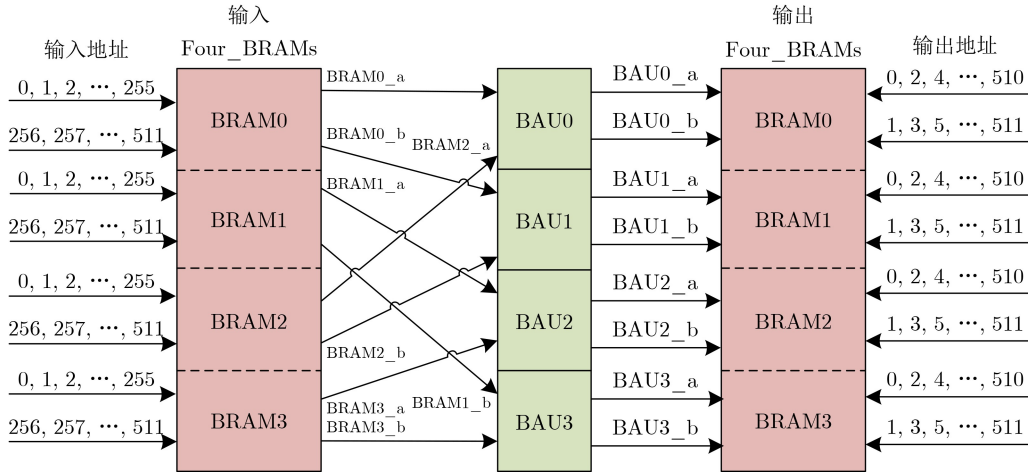 输入
输出
输入地址
Four_BRAMs
Four_BRAMs
输出地址
0, 1, 2, ···, 255
256, 257, ···, 511
0, 1, 2, ···, 255
256, 257, ···, 511
0, 1, 2, ···, 255
256, 257, ···, 511
0, 1, 2, ···, 255
256, 257, ···, 511
BRAM0
BRAM1
BRAM2
BRAM3
BRAM0_a
BRAM0_b
BRAM2_a
BRAM1_a
BRAM2_b
BRAM3_a
BRAM1_b
BRAM3_b
BAU0
BAU1
BAU2
BAU3
BAU0_a
BAU0_b
BAU1_a
BAU1_b
BAU2_a
BAU2_b
BAU3_a
BAU3_b
BRAM0
BRAM1
BRAM2
BRAM3
0, 2, 4, ···, 510
1, 3, 5, ···, 511
0, 2, 4, ···, 510
1, 3, 5, ···, 511
0, 2, 4, ···, 510
1, 3, 5, ···, 511
0, 2, 4, ···, 510
1, 3, 5, ···, 511